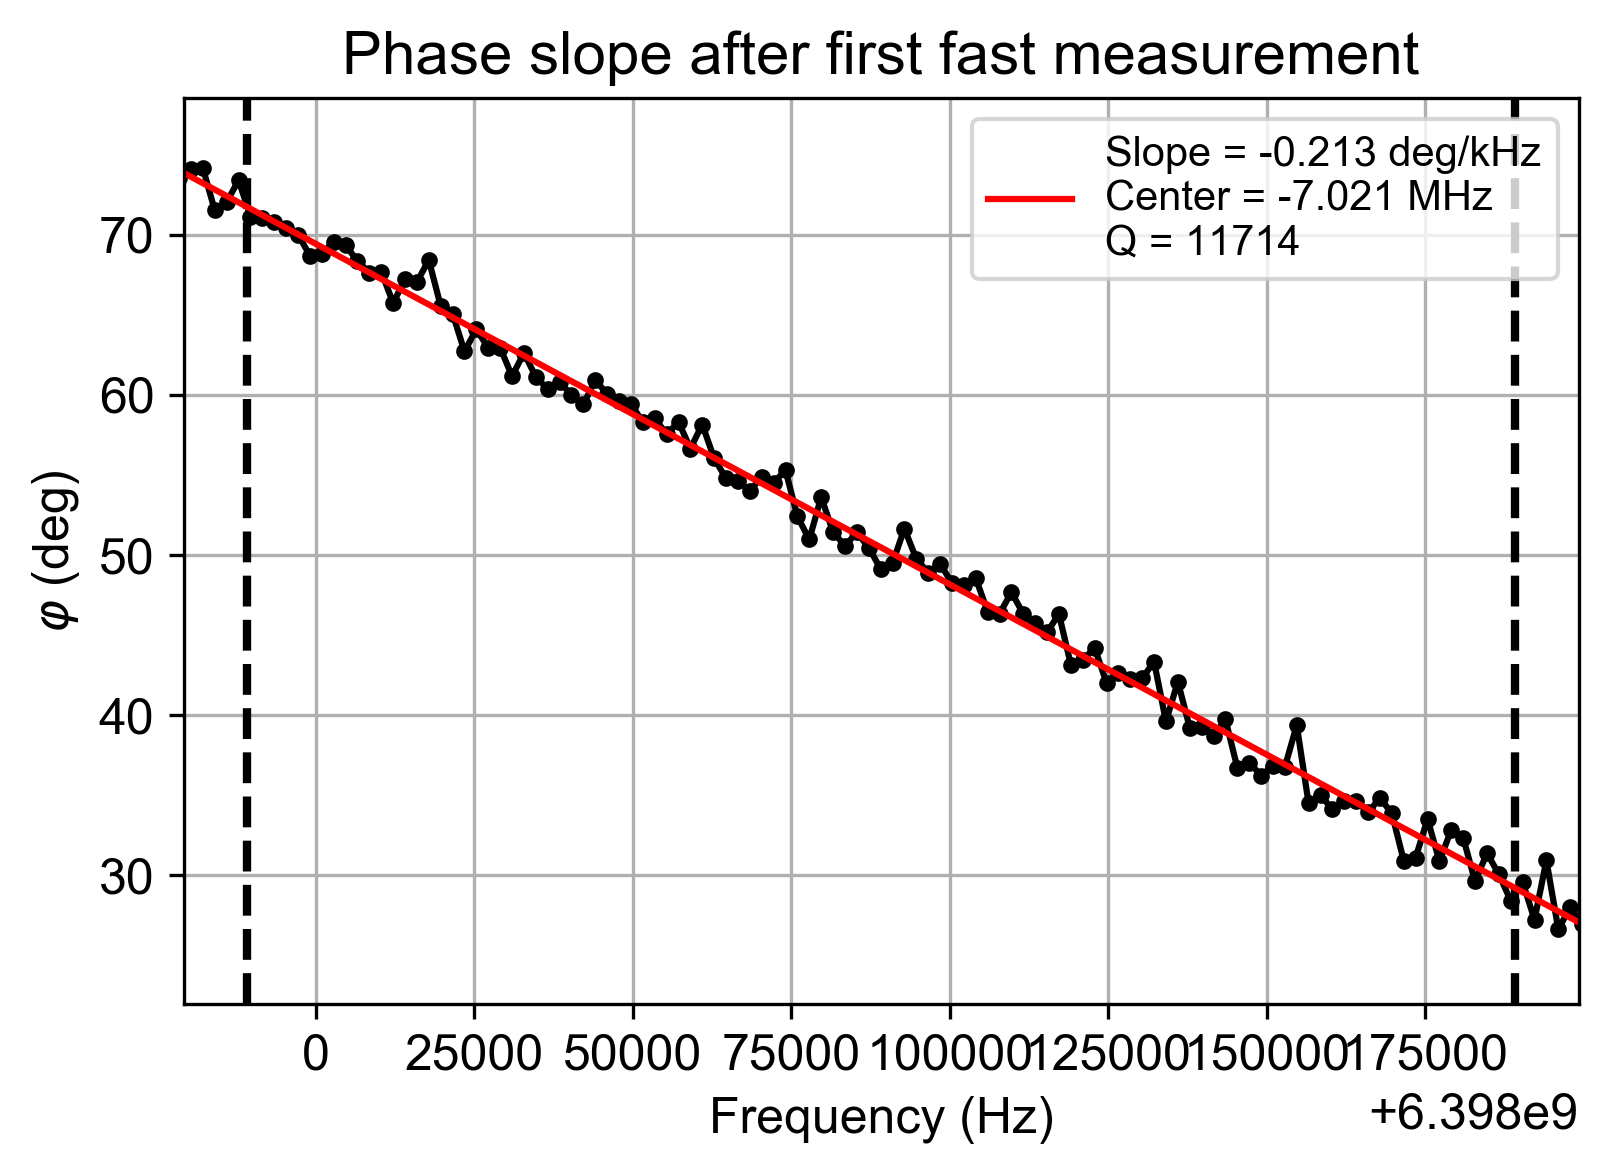 Phase slope after first fast measurement
Slope = -0.213 deg/kHz
Center = -7.021 MHz
Q = 11714
70
60
50
40
30
φ (deg)
0 25000 50000 75000 100000 125000 150000 175000
Frequency (Hz)
+6.398e9